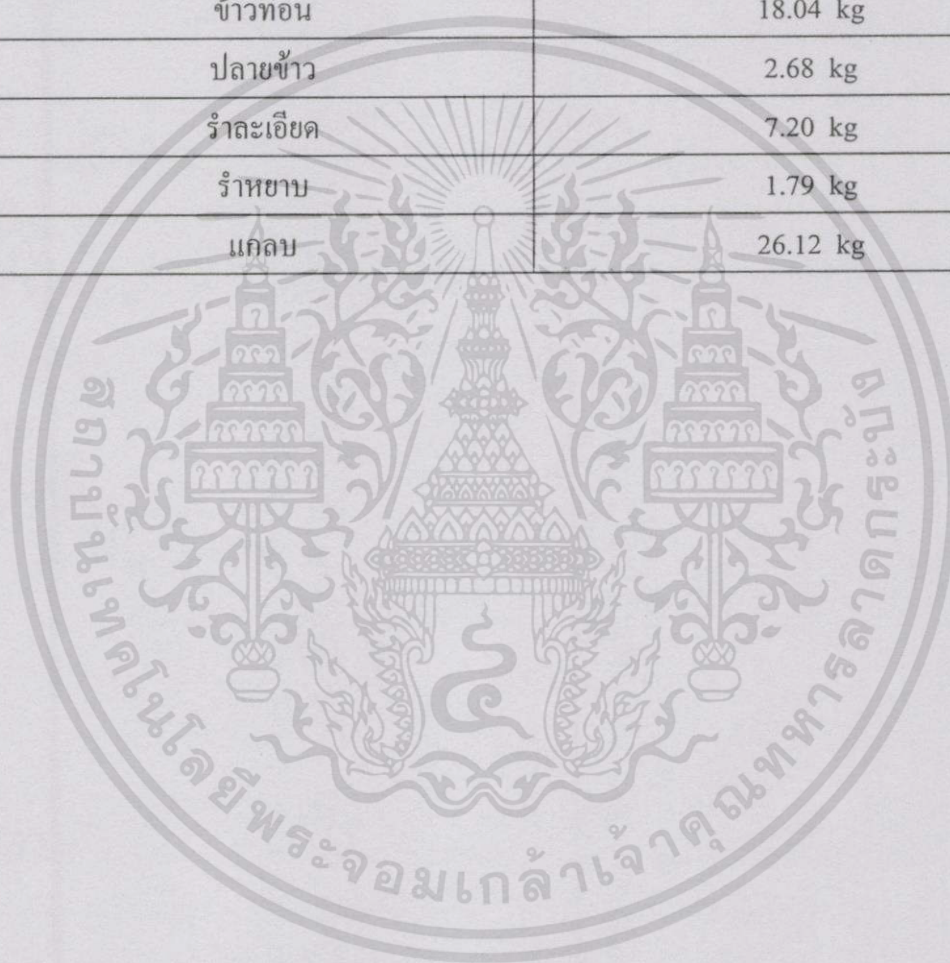 ข้าวท่อน 18.04 kg
ปลายข้าว 2.68 kg
รำละเอียด 7.20 kg
รำหยาบ 1.79 kg
แกลบ 26.12 kg
สถาบันเทคโนโลยีพระจอมเกล้าเจ้าคุณทหารลาดกระบัง